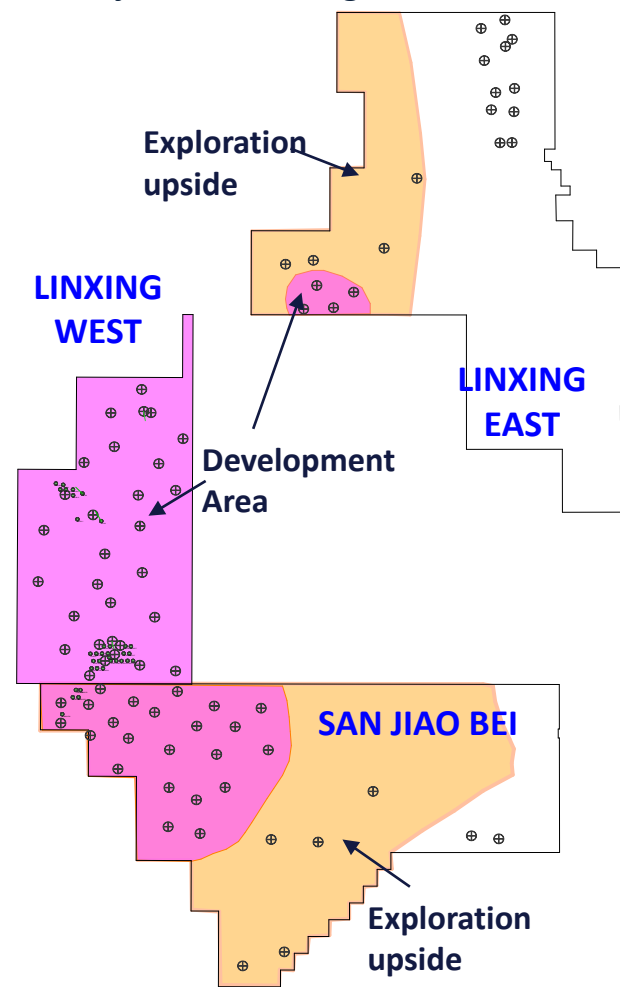 Exploration
upside
LINXING
WEST
LINXING
EAST
Development
Area
SAN JIAO BEI
Exploration
upside